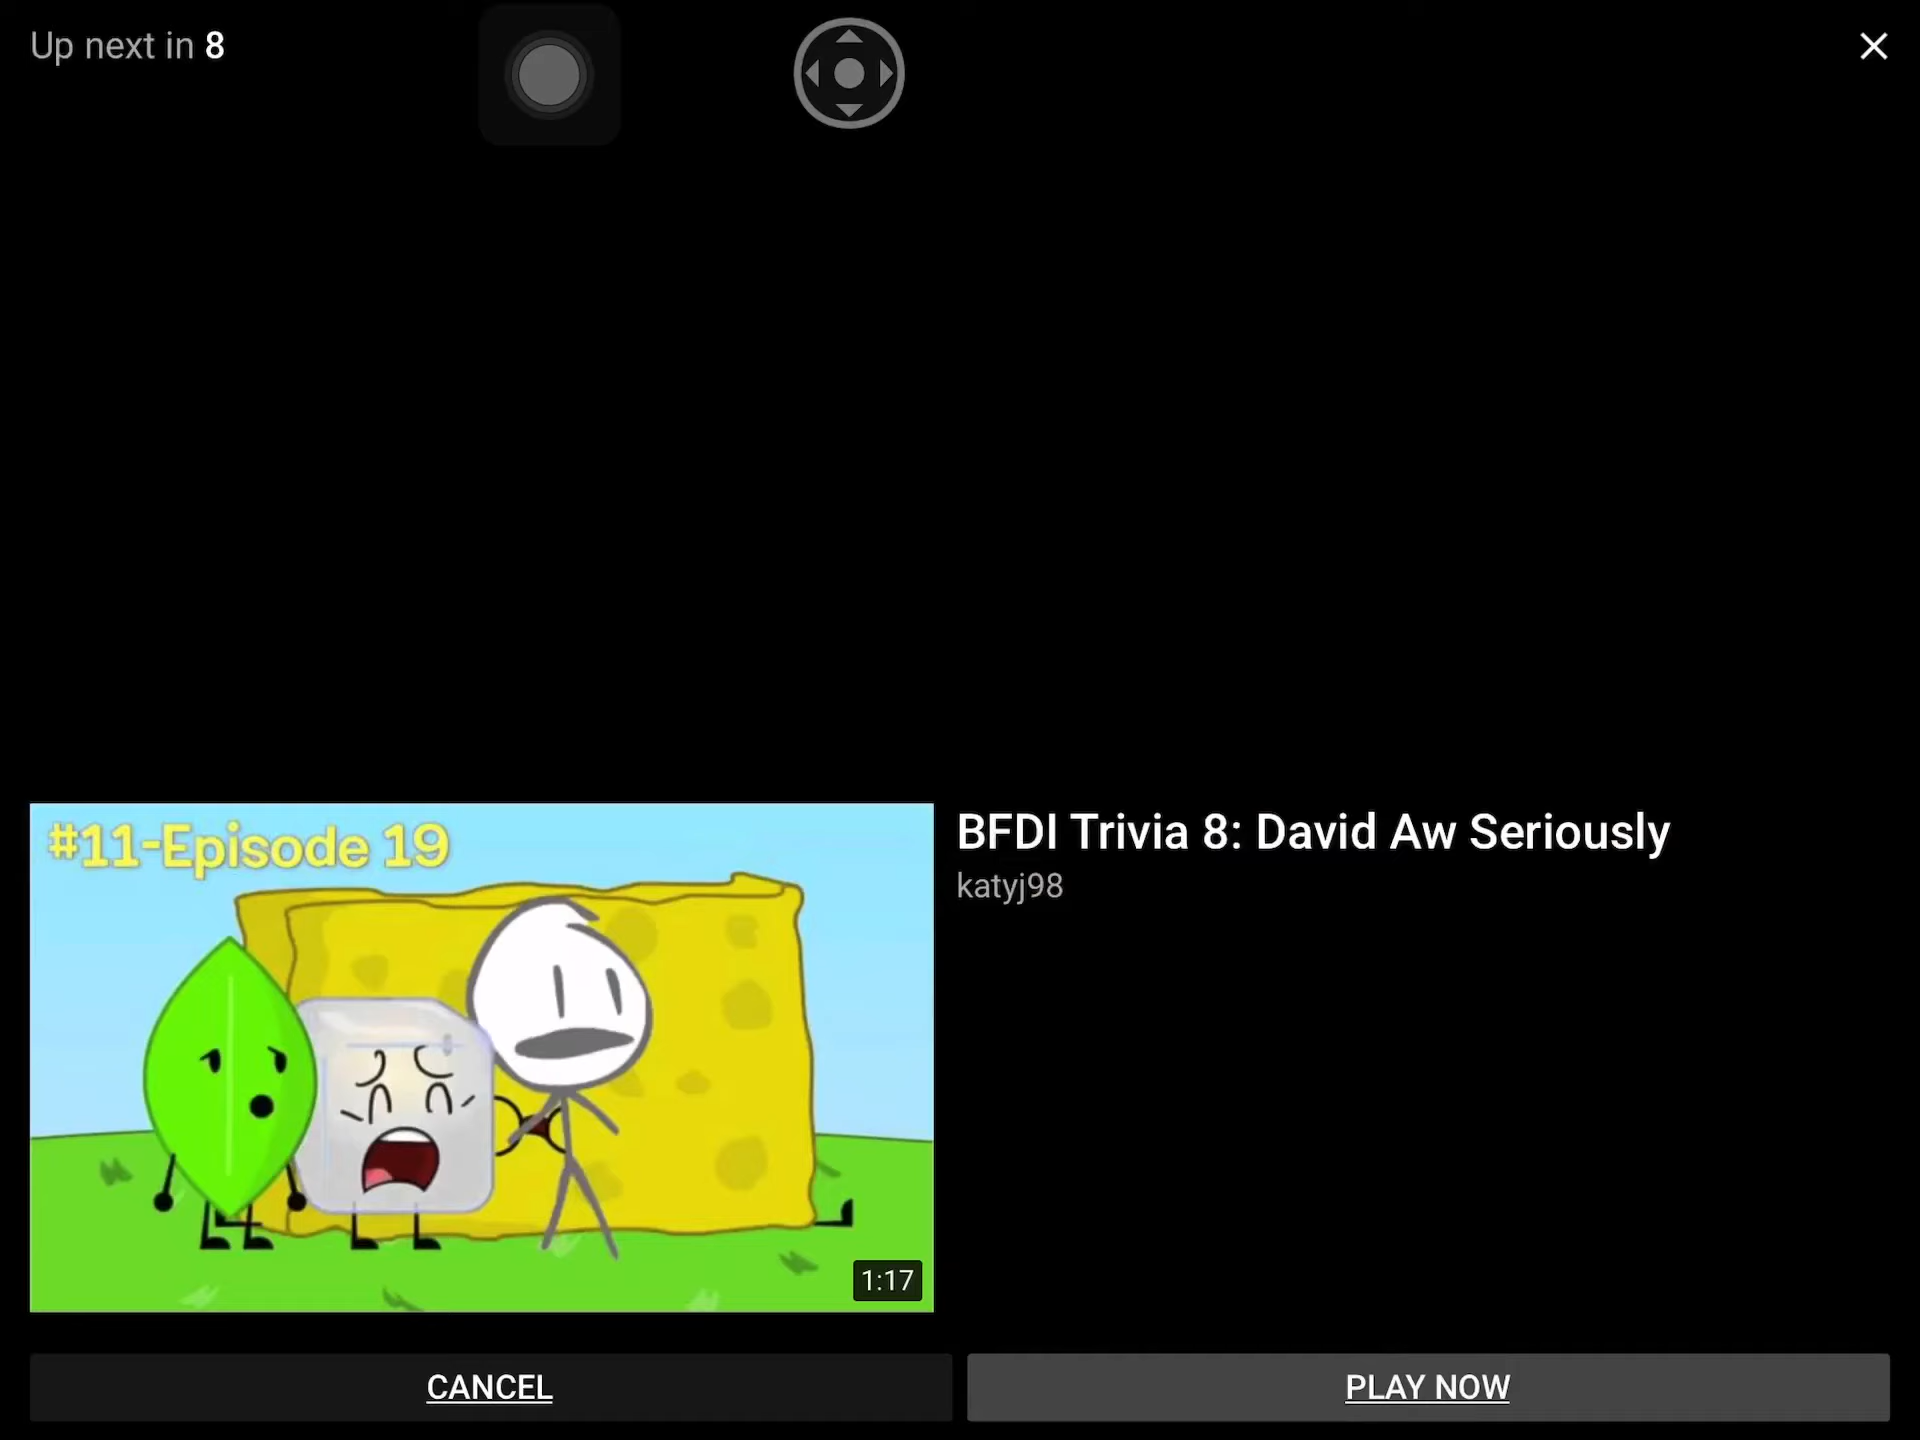 Up next in 8
#11-Episode 19
1:17
BFDI Trivia 8: David Aw Seriously
katyj98
CANCEL
PLAY NOW